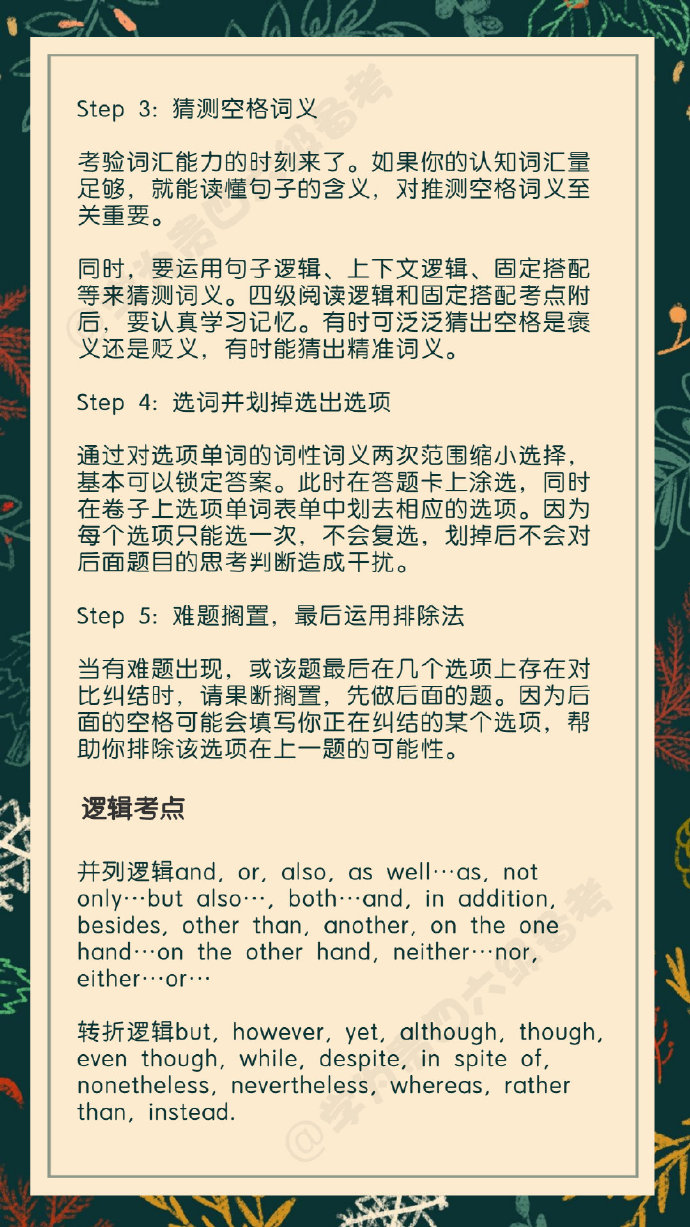 Step 3: 猜测空格词义
考验词汇能力的时刻来了。如果你的认知词汇量
足够，就能读懂句子的含义，对推测空格词义至
关重要。
同时，要运用句子逻辑、上下文逻辑、固定搭配
等来猜测词义。四级阅读逻辑和固定搭配考点附
后，要认真学习记忆。有时可泛泛猜出空格是褒
义还是贬义，有时能猜出精准词义。
Step 4: 选词并划掉选出选项
通过对选项单词的词性词义两次范围缩小选择，
基本可以锁定答案。此时在答题卡上涂选，同时
在卷子上选项单词表单中划去相应的选项。因为
每个选项只能选一次，不会复选，划掉后不会对
后面题目的思考判断造成干扰。
Step 5: 难题搁置，最后运用排除法
当有难题出现，或该题最后在几个选项上存在对
比纠结时，请果断搁置，先做后面的题。因为后
面的空格可能会填写你正在纠结的某个选项，帮
助你排除该选项在上一题的可能性。
逻辑考点
并列逻辑and, or, also, as well…as, not
only…but also…, both…and, in addition,
besides, other than, another, on the one
hand…on the other hand, neither…nor,
either…or…
转折逻辑but, however, yet, although, though,
even though, while, despite, in spite of,
nonetheless, nevertheless, whereas, rather
than, instead.